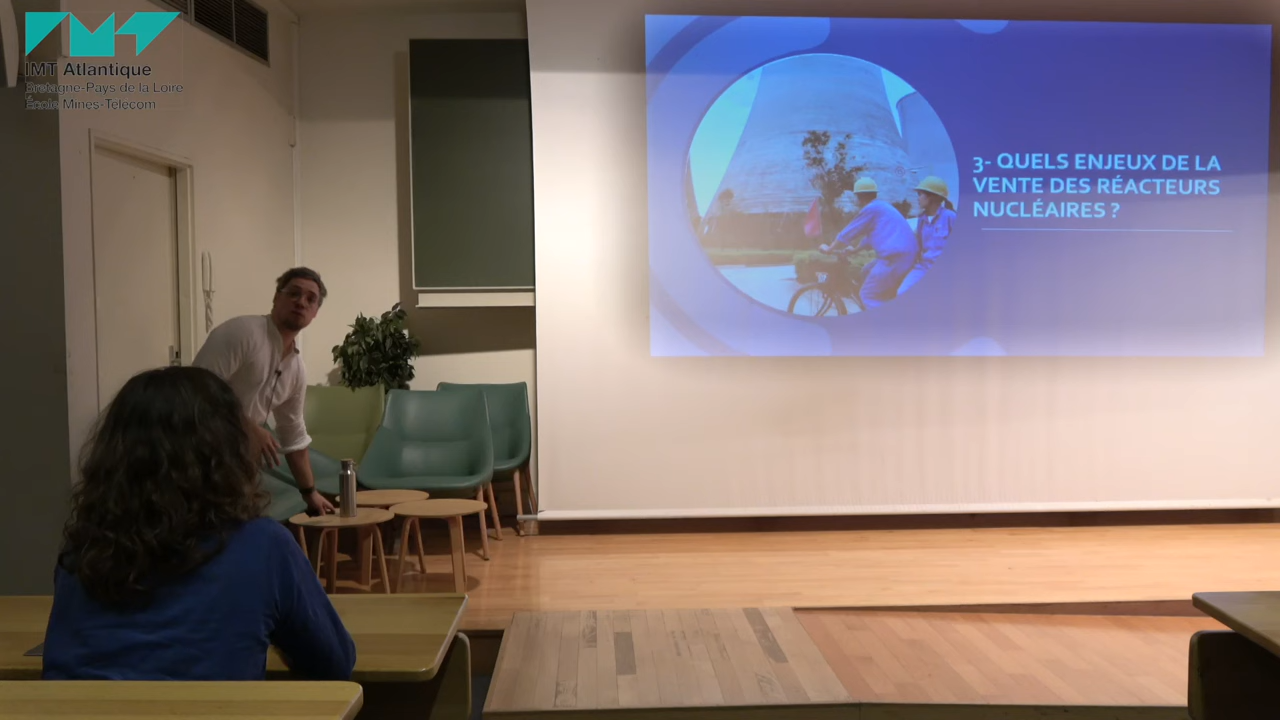 IMT Atlantique
Bretagne-Pays de la Loire
École Mines-Télécom
3- QUELS ENJEUX DE LA
VENTE DES RÉACTEURS
NUCLÉAIRES ?